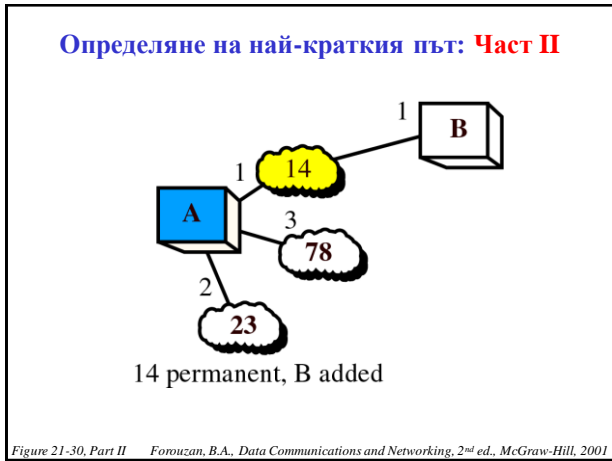 Определяне на най-краткия път: Част II
1
B
1
14
A
3
78
2
23
14 permanent, B added
Figure 21-30, Part II Forouzan, B.A., Data Communications and Networking, 2nd ed., McGraw-Hill, 2001